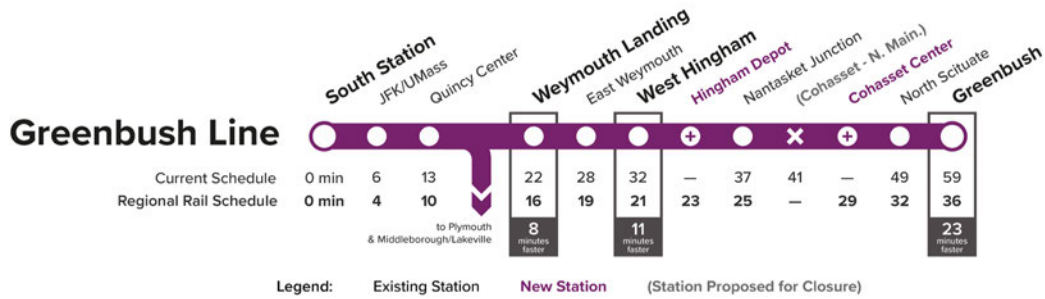 South Station
JFK/UMass
Quincy Center
Weymouth Landing
East Weymouth
West Hingham
Hingham Depot
Nantasket Junction
(Cohasset - N. Main.)
Cohasset Center
North Scituate
Greenbush
Greenbush Line
Current Schedule 0 min 6 13 22 28 32 — 37 41 — 49 59
Regional Rail Schedule 0 min 4 10 16 19 21 23 25 — 29 32 36
to Plymouth
& Middleborough/Lakeville
8
minutes
faster
11
minutes
faster
23
minutes
faster
Legend: Existing Station New Station (Station Proposed for Closure)